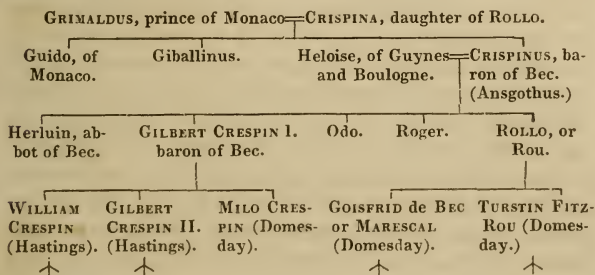 GRIMALDUS, prince of Monaco=CRISPINA, daughter of ROLLO.
Guido, of Monaco.
Giballinus.
Heloise, of Guynes and Boulogne.=CRISPINUS, baron of Bec. (Ansgothus.)
Herluin, abbot of Bec.
GILBERT CRESPIN I. baron of Bec.
Odo.
Roger.
ROLLO, or Rou.
WILLIAM CRESPIN (Hastings).
GILBERT CRESPIN II. (Hastings).
MILO CRESPIN (Domesday).
GOISFRID de BEC or MARESCAL (Domesday).
TURSTIN FITZ-ROU (Domesday.)